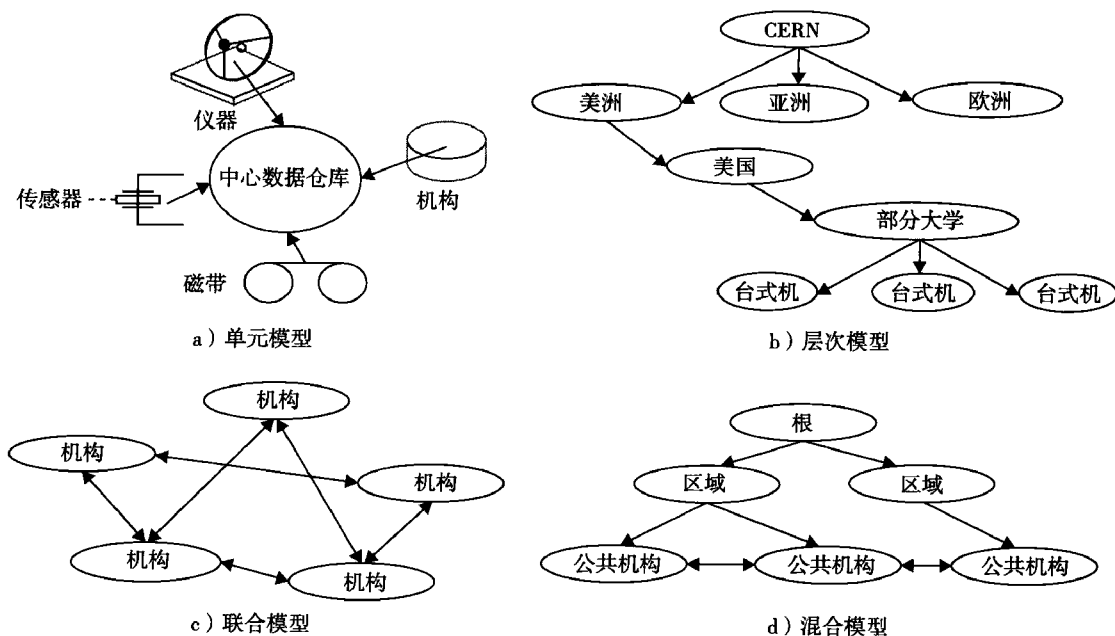 仪器
传感器
中心数据仓库
机构
磁带
a）单元模型
CERN
美洲
亚洲
欧洲
美国
部分大学
台式机
台式机
台式机
b）层次模型
机构
机构
机构
机构
机构
c）联合模型
根
区域
区域
公共机构
公共机构
公共机构
d）混合模型